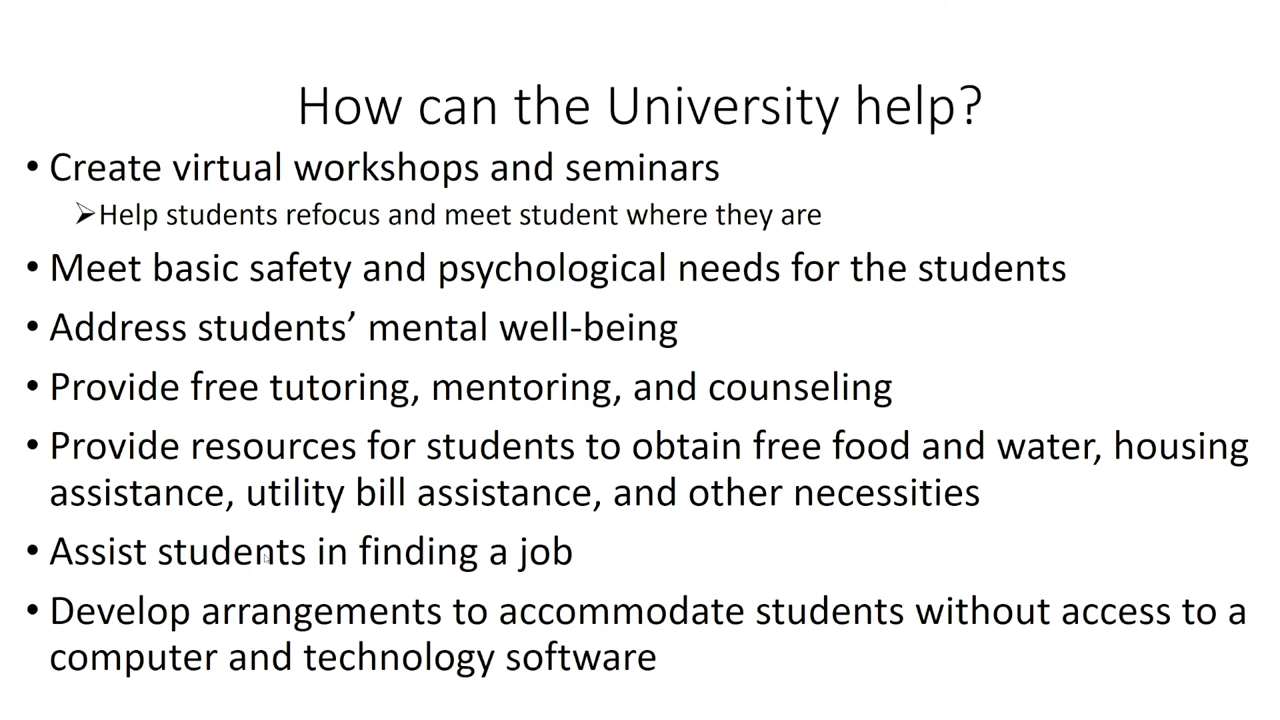 How can the University help?
• Create virtual workshops and seminars
➢Help students refocus and meet student where they are
• Meet basic safety and psychological needs for the students
• Address students’ mental well-being
• Provide free tutoring, mentoring, and counseling
• Provide resources for students to obtain free food and water, housing
assistance, utility bill assistance, and other necessities
• Assist students in finding a job
• Develop arrangements to accommodate students without access to a
computer and technology software